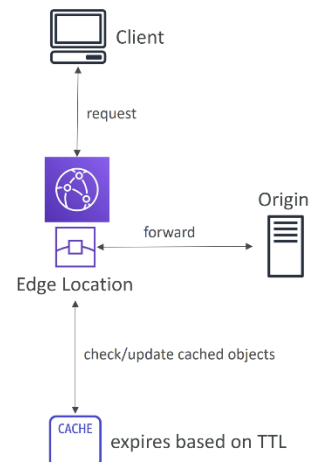 Client
request
Origin
forward
Edge Location
check/update cached objects
CACHE
expires based on TTL